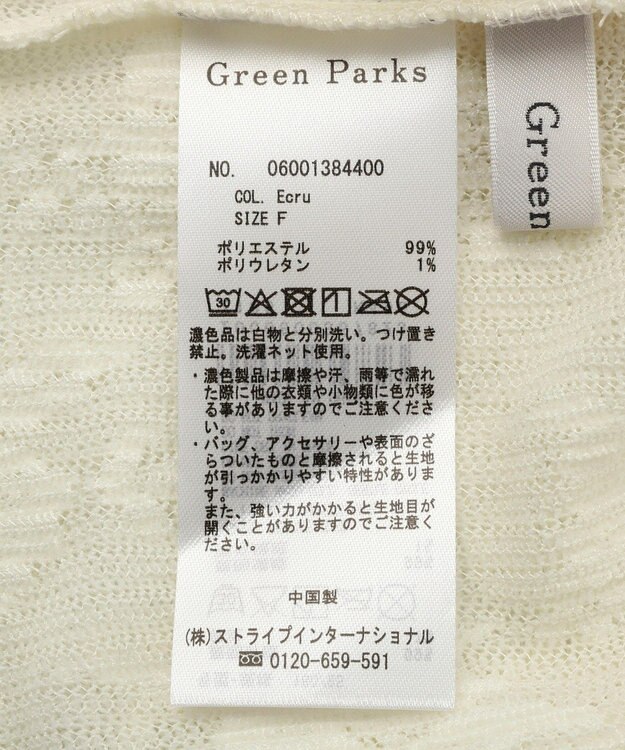 Green Parks
Green
NO. 06001384400
COL. Ecru
SIZE F
ポリエステル 99%
ポリウレタン 1%
30
濃色品は白物と分別洗い。つけ置き
禁止。洗濯ネット使用。
・濃色製品は摩擦や汗、雨等で濡れ
た際に他の衣類や小物類に色が移
る事がありますのでご注意くださ
い。
・バッグ、アクセサリーや表面のざ
らついたものと摩擦されると生地
が引っかかりやすい特性がありま
す。
また、強い力がかかると生地目が
開くことがありますのでご注意く
ださい。
中国製
(株)ストライプインターナショナル
0120-659-591